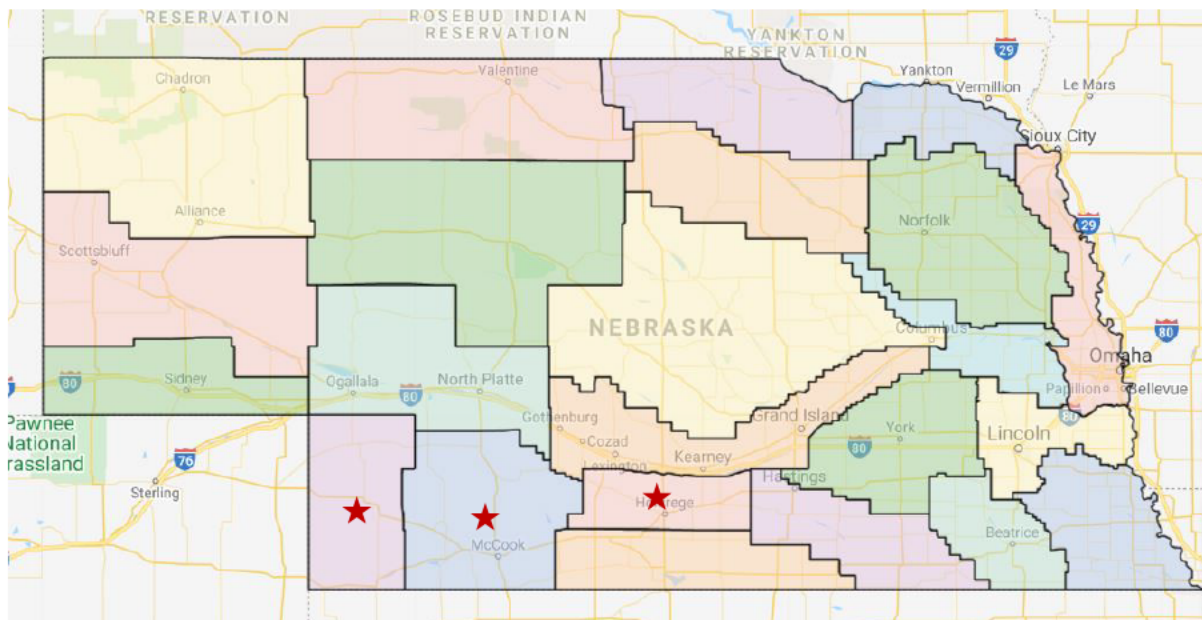 RESERVATION
ROSEBUD INDIAN
RESERVATION
YANKTON
RESERVATION
29
Chadron
Valentine
Yankton
Vermillion
Le Mars
Sioux City
Alliance
Norfolk
Scottsbluff
29
NEBRASKA
Columbus
80
Omaha
80
Sidney
Ogallala
80
North Platte
Papillion
Bellevue
Pawnee
National
rassland
Gothenburg
Grand Island
80
Cozad
80
York
Lincoln
76
Lexington
Kearney
Hastings
Sterling
McCook
Beatrice